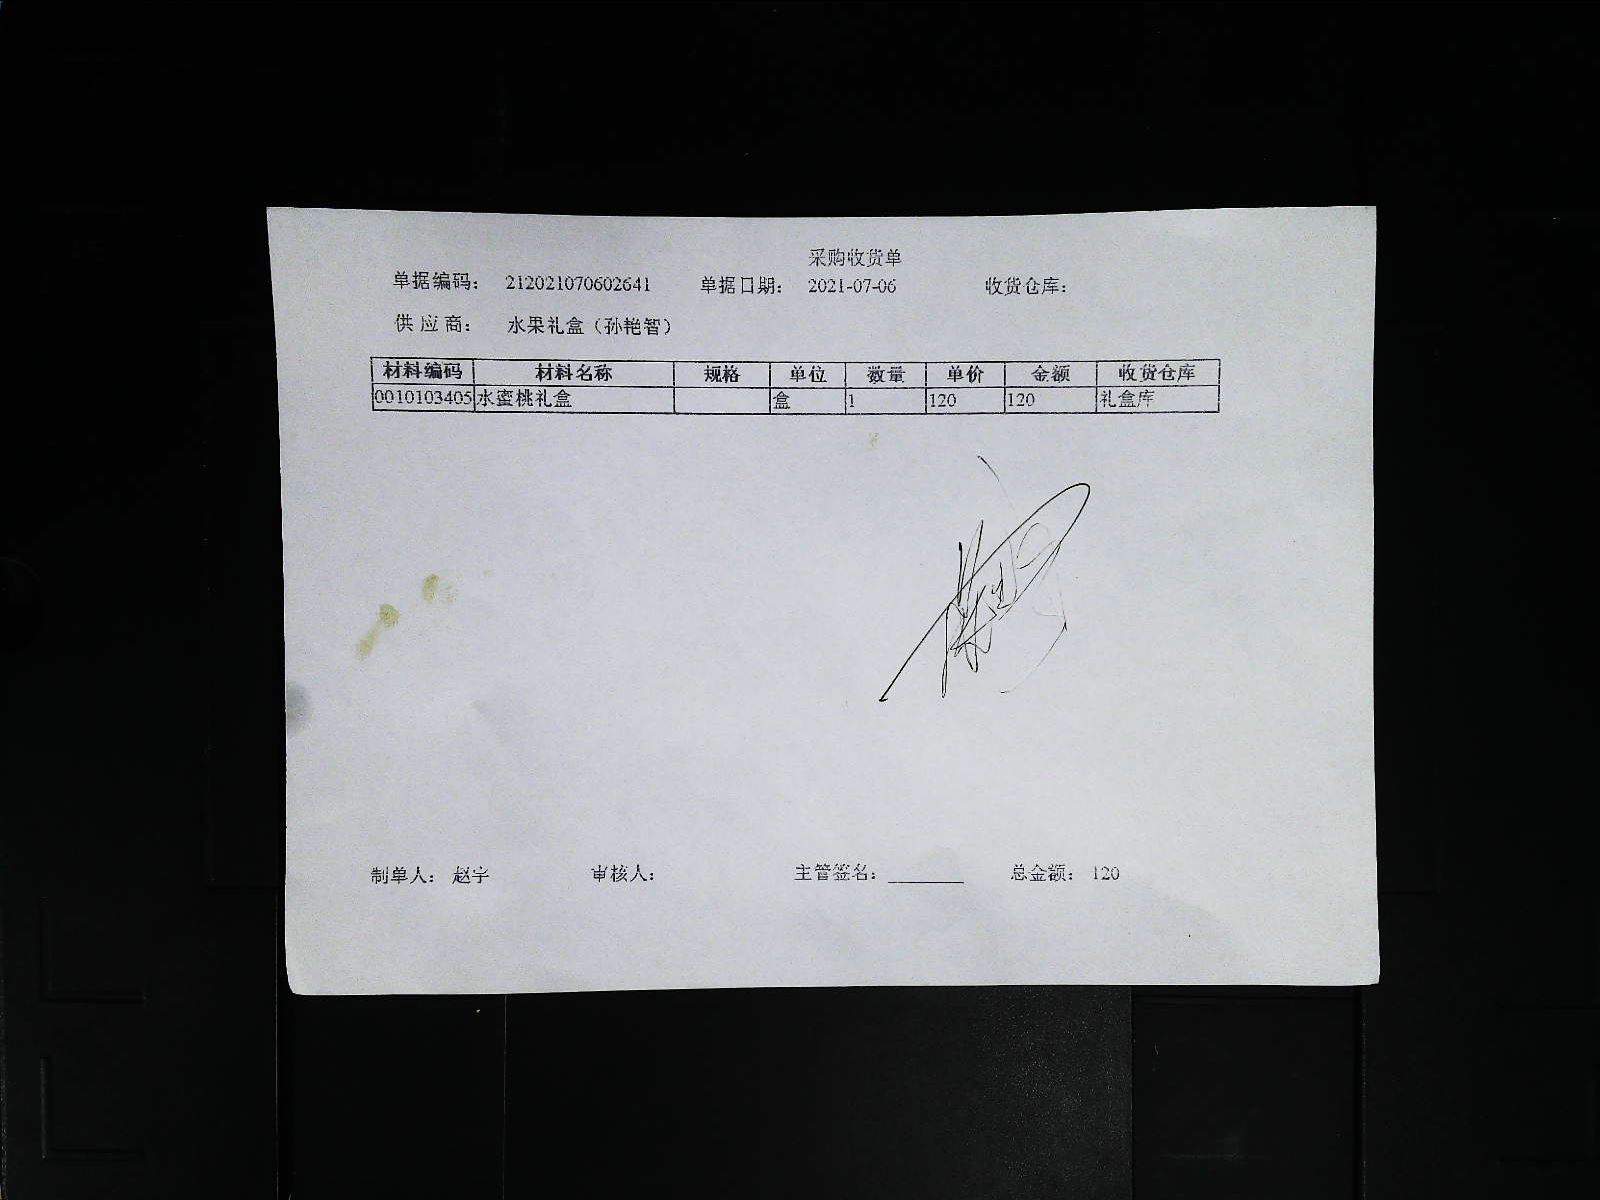 采购收货单
单据编码： 212021070602641 单据日期： 2021-07-06 收货仓库：
供应商： 水果礼盒（孙艳智）
材料编码 材料名称 规格 单位 数量 单价 金额 收货仓库
0010103405 水蜜桃礼盒 盒 1 120 120 礼盒库
制单人： 赵宇 审核人： 主管签名：________ 总金额： 120